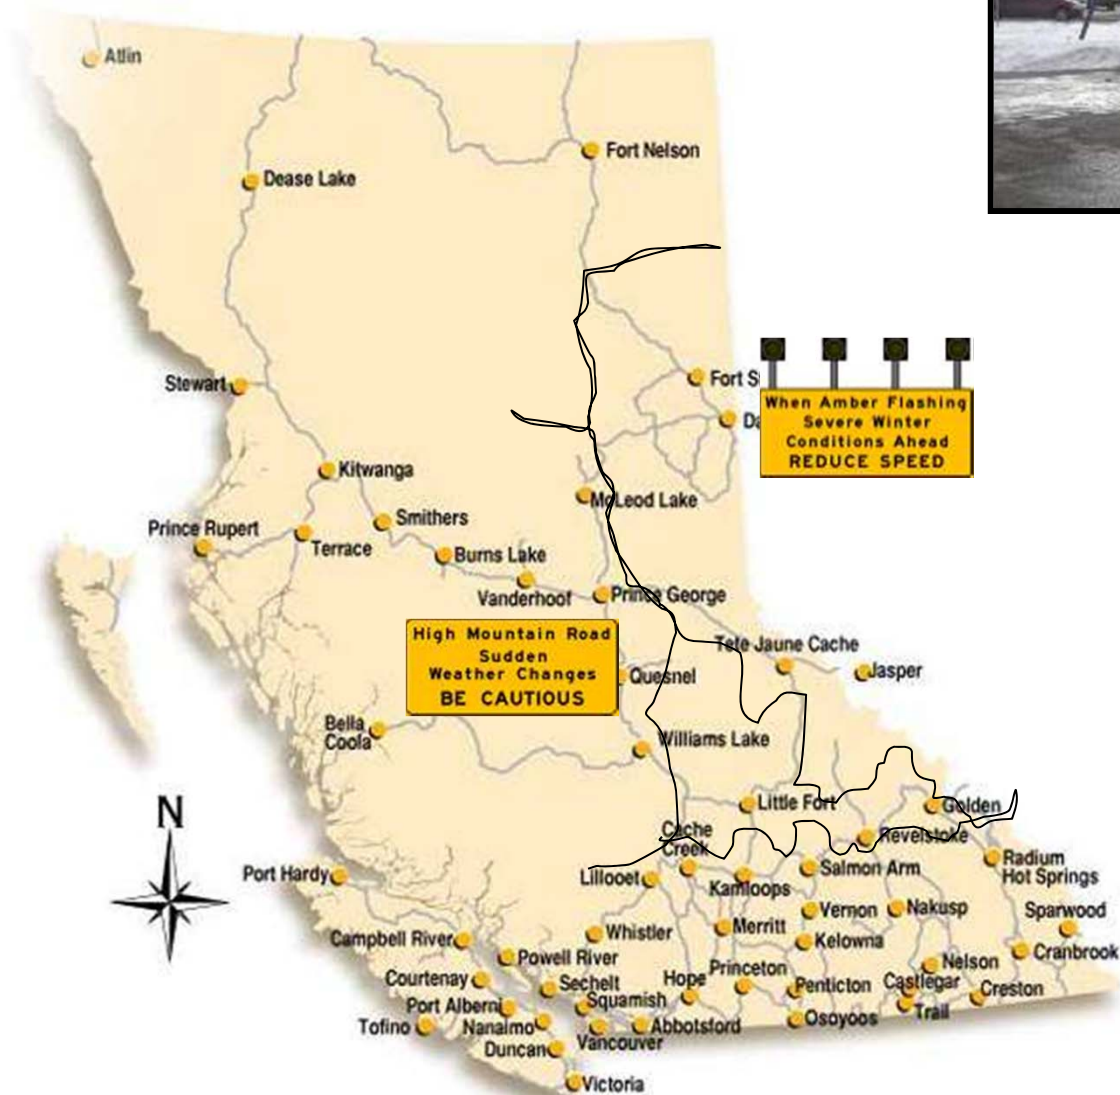 Atlin
Fort Nelson
Dease Lake
Stewart
Fort S
When Amber Flashing
Severe Winter
Conditions Ahead
REDUCE SPEED
Da
Kitwanga
McLeod Lake
Smithers
Prince Rupert
Terrace
Burns Lake
Vanderhoof
Prince George
High Mountain Road
Sudden
Weather Changes
BE CAUTIOUS
Tete Jaune Cache
Jasper
Quesnel
Bella
Coola
Williams Lake
N
Little Fort
Golden
Cache
Creek
Revelstoke
Radium
Hot Springs
Port Hardy
Lillooet
Kamloops
Salmon Arm
Vernon
Nakusp
Sparwood
Campbell River
Whistler
Merritt
Kelowna
Cranbrook
Powell River
Courtenay
Sechelt
Hope
Princeton
Penticton
Castlegar
Nelson
Creston
Port Alberni
Squamish
Trail
Tofino
Nanaimo
Abbotsford
Osoyoos
Vancouver
Duncan
Victoria